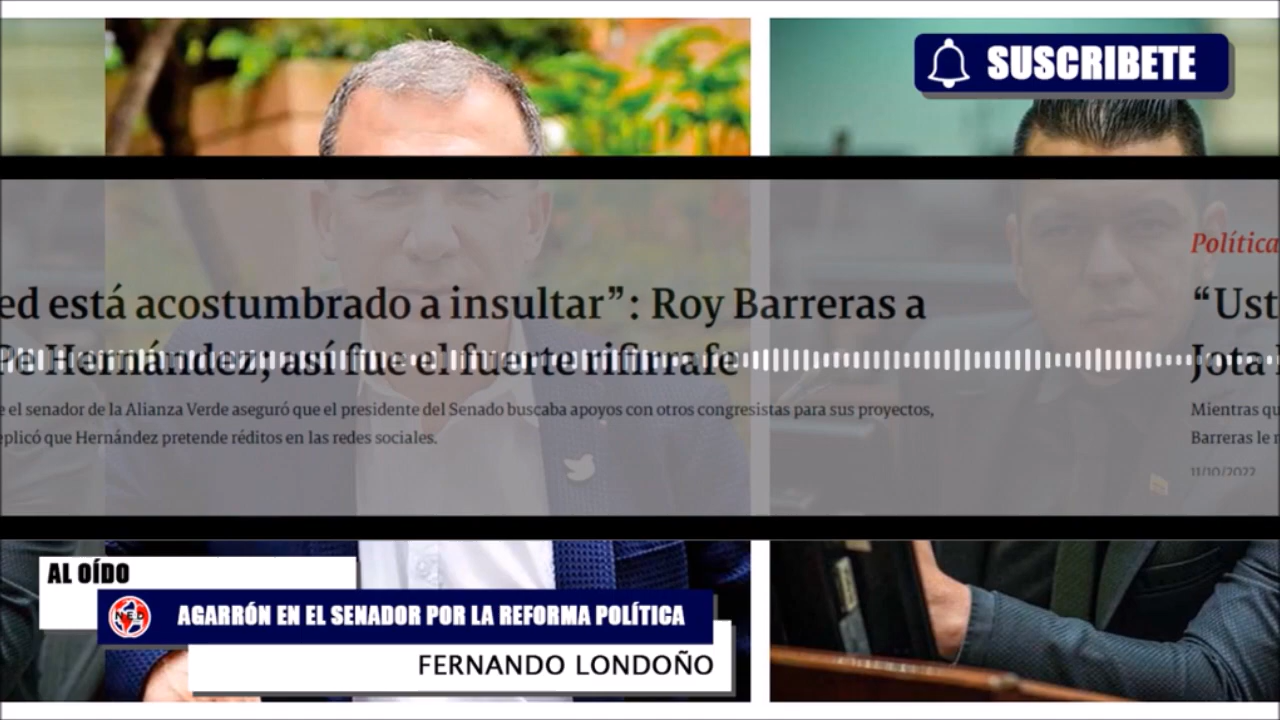 SUSCRIBETE
Política
ed está acostumbrado a insultar”: Roy Barreras a
“Ust
Pe Hernández; así fue el fuerte rifirrafe
Jota
e el senador de la Alianza Verde aseguró que el presidente del Senado buscaba apoyos con otros congresistas para sus proyectos,
Mientras qu
eplicó que Hernández pretende réditos en las redes sociales.
Barreras le r
11/10/2022
AL OÍDO
AGARRÓN EN EL SENADOR POR LA REFORMA POLÍTICA
FERNANDO LONDOÑO